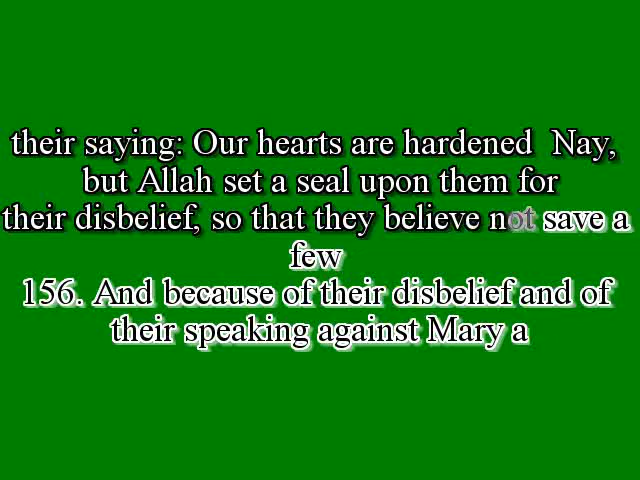 their saying: Our hearts are hardened  Nay,
but Allah set a seal upon them for
their disbelief, so that they believe not save a
few
156. And because of their disbelief and of
their speaking against Mary a